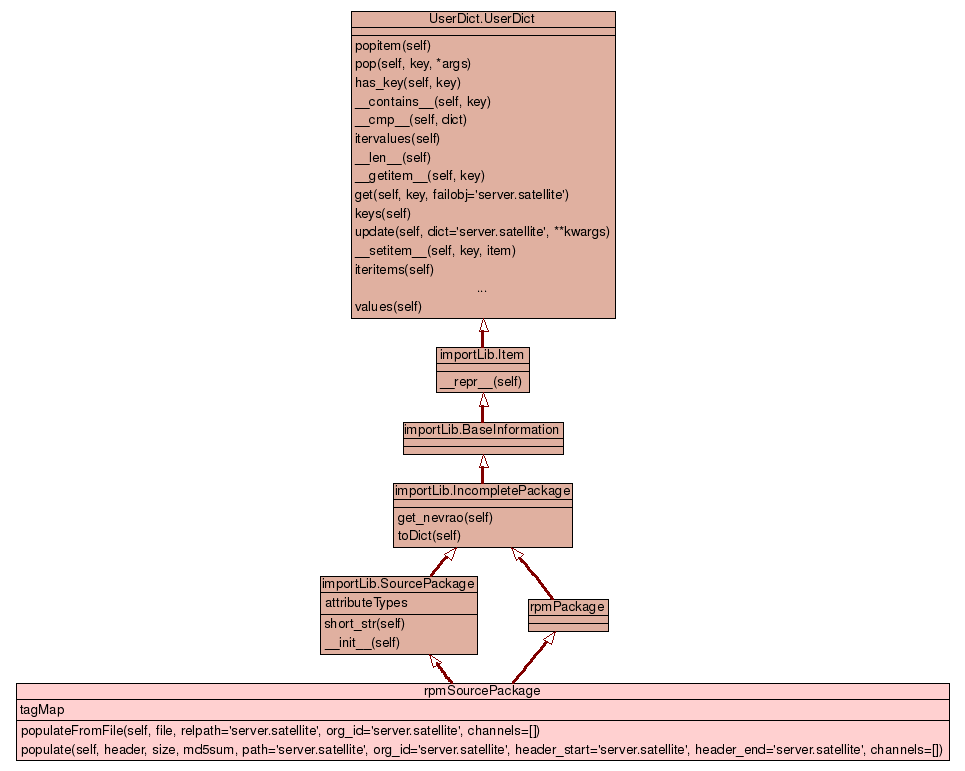 UserDict.UserDict
popitem(self)
pop(self, key, *args)
has_key(self, key)
__contains__(self, key)
__cmp__(self, dict)
itervalues(self)
__len__(self)
__getitem__(self, key)
get(self, key, failobj='server.satellite')
keys(self)
update(self, dict='server.satellite', **kwargs)
__setitem__(self, key, item)
iteritems(self)
...
values(self)
importLib.Item
__repr__(self)
importLib.BaseInformation
importLib.IncompletePackage
get_nevrao(self)
toDict(self)
importLib.SourcePackage
attributeTypes
short_str(self)
__init__(self)
rpmPackage
rpmSourcePackage
tagMap
populateFromFile(self, file, relpath='server.satellite', org_id='server.satellite', channels=[])
populate(self, header, size, md5sum, path='server.satellite', org_id='server.satellite', header_start='server.satellite', header_end='server.satellite', channels=[])